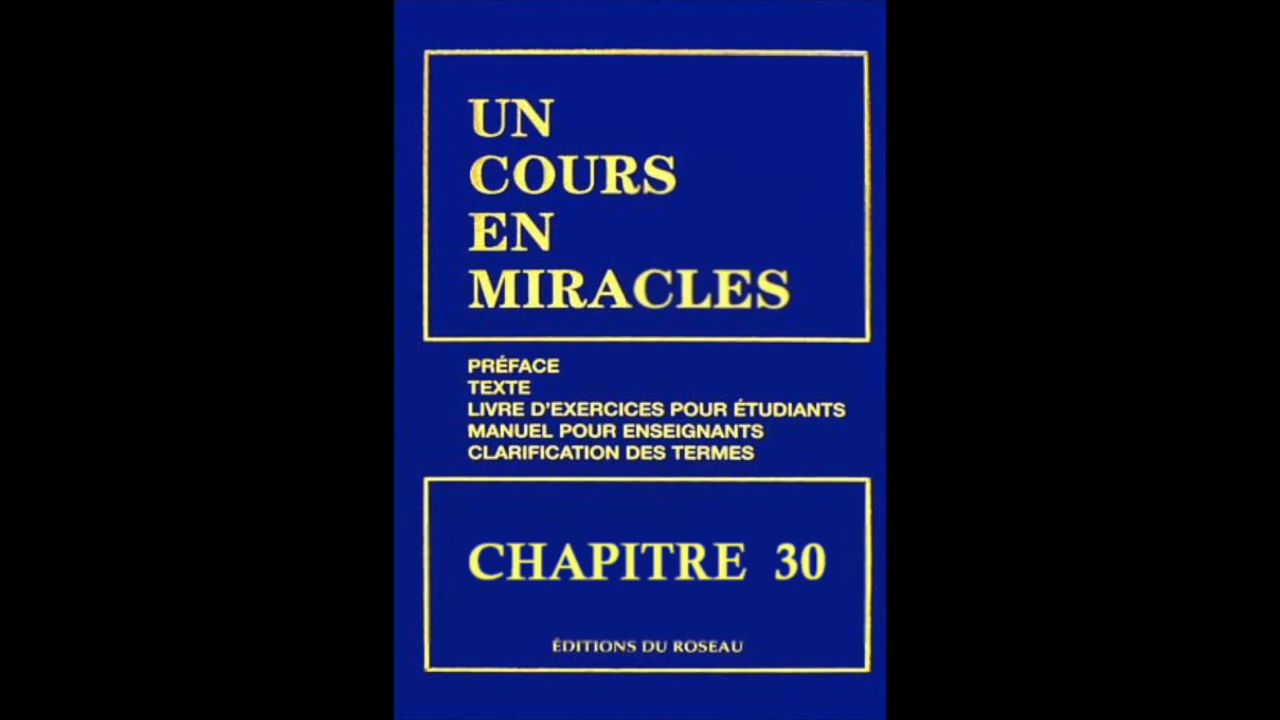 UN
COURS
EN
MIRACLES
PRÉFACE
TEXTE
LIVRE D'EXERCICES POUR ÉTUDIANTS
MANUEL POUR ENSEIGNANTS
CLARIFICATION DES TERMES
CHAPITRE 30
ÉDITIONS DU ROSEAU